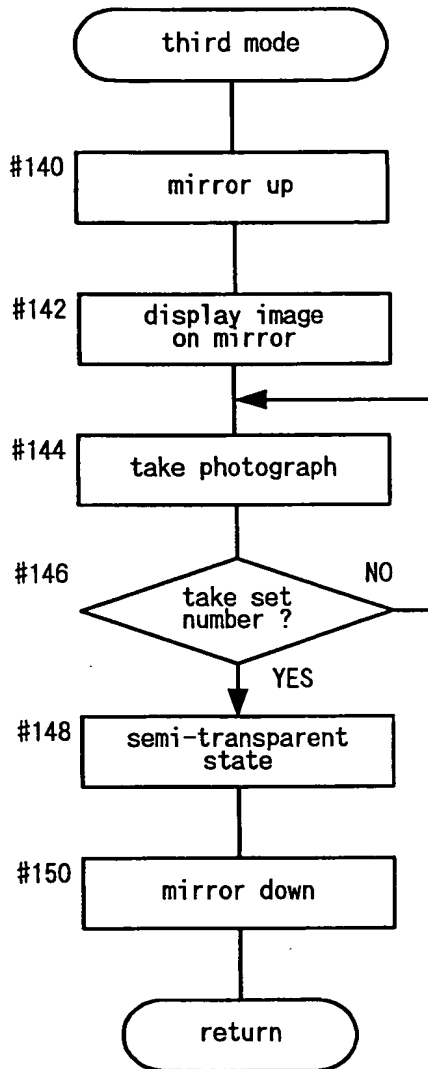 third mode
#140
mirror up
#142
display image
on mirror
#144
take photograph
#146
take set
number ?
NO
YES
#148
semi-transparent
state
#150
mirror down
return